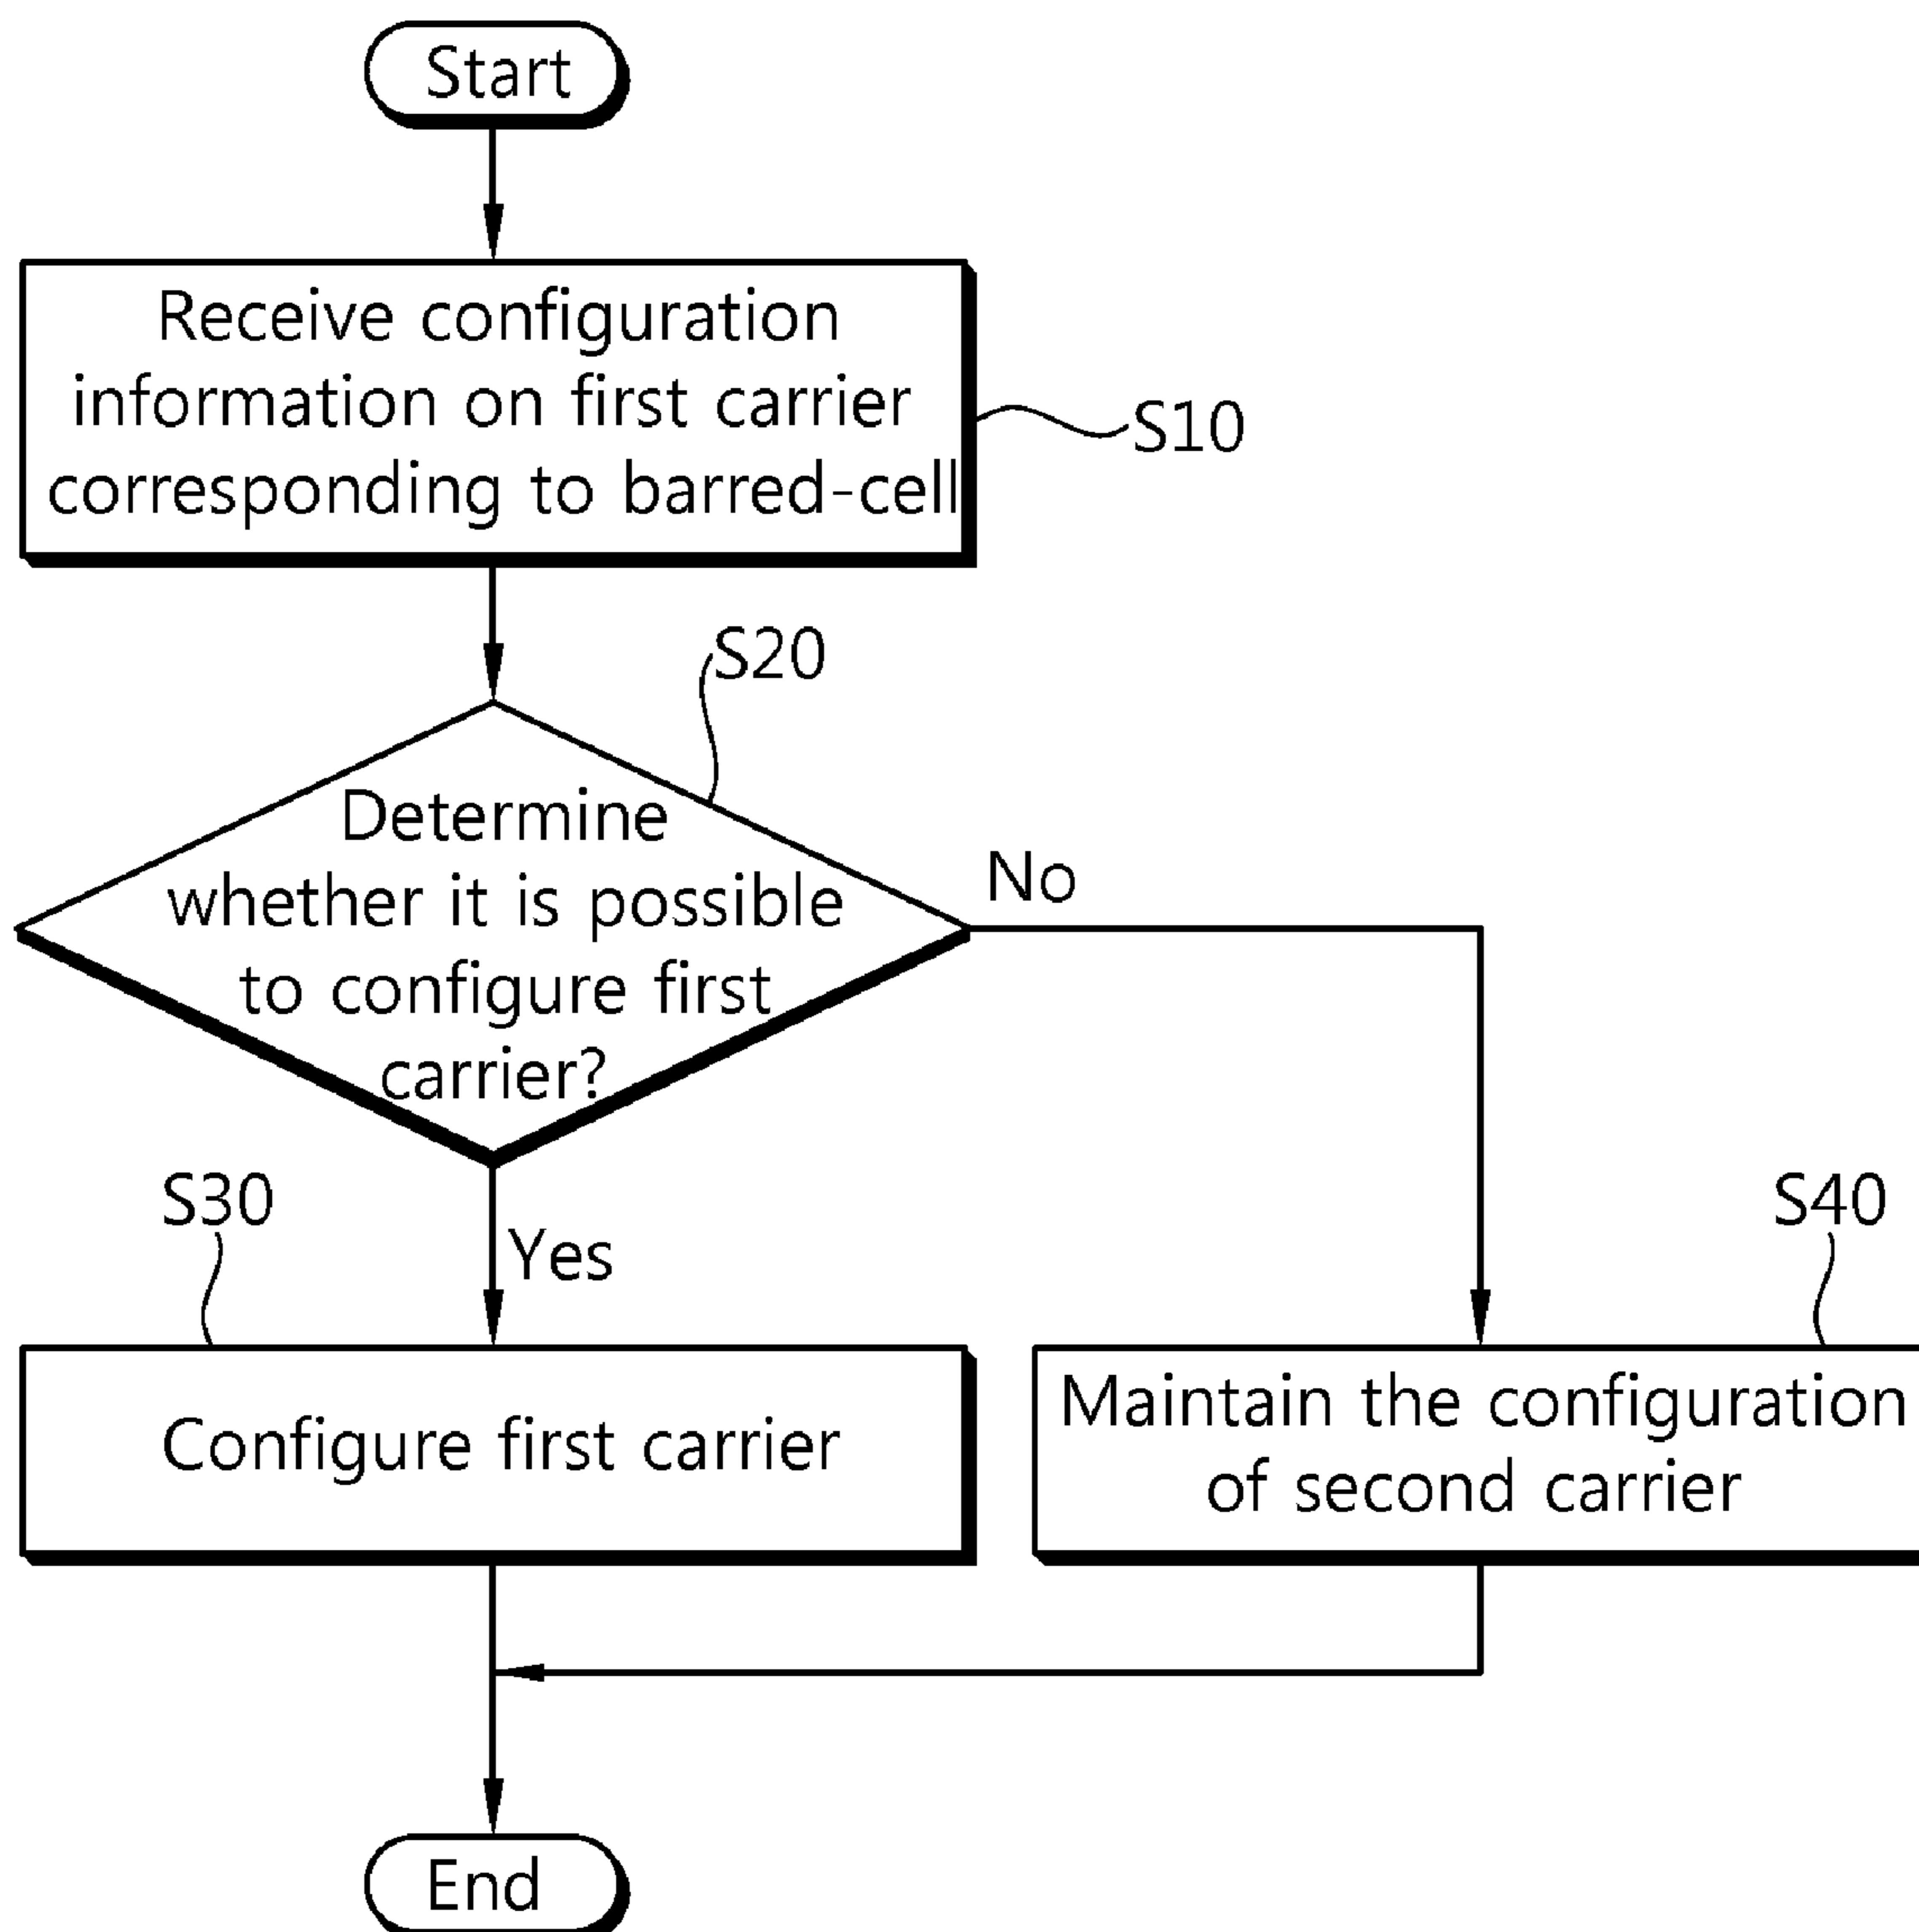 Start
Receive configuration
information on first carrier
corresponding to barred-cell
S10
S20
Determine
whether it is possible
to configure first
carrier?
No
Yes
S30
Configure first carrier
S40
Maintain the configuration
of second carrier
End